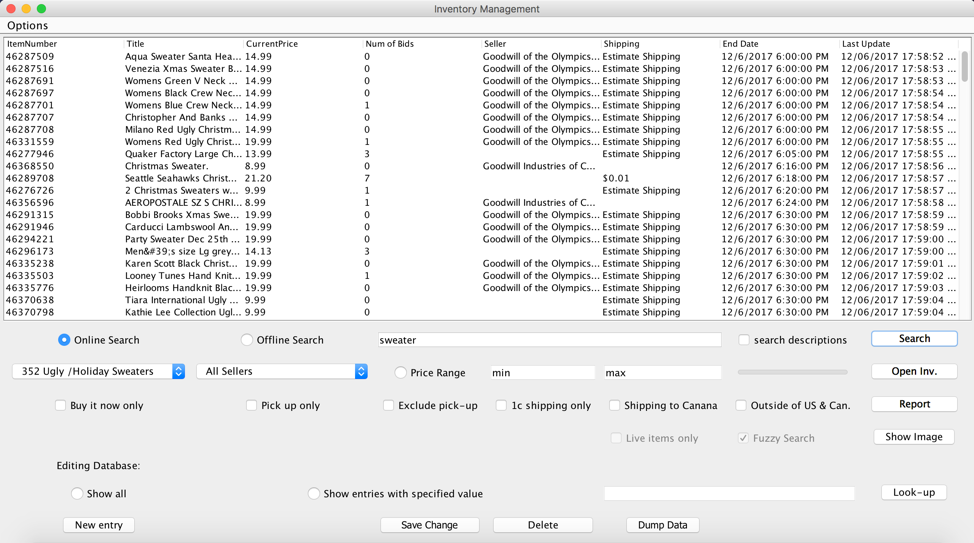 Inventory Management
Options
ItemNumber Title CurrentPrice Num of Bids Seller Shipping End Date Last Update
46287509 Aqua Sweater Santa Hea... 14.99 0 Goodwill of the Olympics... Estimate Shipping 12/6/2017 6:00:00 PM 12/06/2017 17:58:52 ...
46287516 Venezia Xmas Sweater B... 14.99 0 Goodwill of the Olympics... Estimate Shipping 12/6/2017 6:00:00 PM 12/06/2017 17:58:53 ...
46287691 Womens Green V Neck ... 14.99 0 Goodwill of the Olympics... Estimate Shipping 12/6/2017 6:00:00 PM 12/06/2017 17:58:53 ...
46287697 Womens Black Crew Nec... 14.99 0 Goodwill of the Olympics... Estimate Shipping 12/6/2017 6:00:00 PM 12/06/2017 17:58:54 ...
46287701 Womens Blue Crew Neck... 14.99 1 Goodwill of the Olympics... Estimate Shipping 12/6/2017 6:00:00 PM 12/06/2017 17:58:54 ...
46287707 Christopher And Banks ... 14.99 0 Goodwill of the Olympics... Estimate Shipping 12/6/2017 6:00:00 PM 12/06/2017 17:58:54 ...
46287708 Milano Red Ugly Christm... 14.99 0 Goodwill of the Olympics... Estimate Shipping 12/6/2017 6:00:00 PM 12/06/2017 17:58:55 ...
46331559 Womens Red Ugly Christ... 19.99 1 Goodwill of the Olympics... Estimate Shipping 12/6/2017 6:00:00 PM 12/06/2017 17:58:55 ...
46277946 Quaker Factory Large Ch... 13.99 3 Estimate Shipping 12/6/2017 6:05:00 PM 12/06/2017 17:58:55 ...
46368550 Christmas Sweater. 8.99 0 Goodwill Industries of C... 12/6/2017 6:16:00 PM 12/06/2017 17:58:56 ...
46289708 Seattle Seahawks Christ... 21.20 7 $0.01 12/6/2017 6:18:00 PM 12/06/2017 17:58:57 ...
46276726 2 Christmas Sweaters w... 9.99 1 Estimate Shipping 12/6/2017 6:20:00 PM 12/06/2017 17:58:57 ...
46356596 AEROPOSTALE SZ S CHRI... 8.99 1 Goodwill Industries of C... 12/6/2017 6:24:00 PM 12/06/2017 17:58:58 ...
46291315 Bobbi Brooks Xmas Swe... 19.99 0 Goodwill of the Olympics... Estimate Shipping 12/6/2017 6:30:00 PM 12/06/2017 17:58:59 ...
46291946 Carducci Lambswool An... 19.99 0 Goodwill of the Olympics... Estimate Shipping 12/6/2017 6:30:00 PM 12/06/2017 17:58:59 ...
46294221 Party Sweater Dec 25th ... 19.99 0 Goodwill of the Olympics... Estimate Shipping 12/6/2017 6:30:00 PM 12/06/2017 17:59:00 ...
46296173 Men&#39;s size Lg grey... 14.13 3 Estimate Shipping 12/6/2017 6:30:00 PM 12/06/2017 17:59:00 ...
46335238 Karen Scott Black Christ... 19.99 0 Goodwill of the Olympics... Estimate Shipping 12/6/2017 6:30:00 PM 12/06/2017 17:59:01 ...
46335503 Looney Tunes Hand Knit... 19.99 1 Goodwill of the Olympics... Estimate Shipping 12/6/2017 6:30:00 PM 12/06/2017 17:59:02 ...
46335776 Heirlooms Handknit Blac... 19.99 0 Goodwill of the Olympics... Estimate Shipping 12/6/2017 6:30:00 PM 12/06/2017 17:59:03 ...
46370638 Tiara International Ugly ... 9.99 0 Estimate Shipping 12/6/2017 6:30:00 PM 12/06/2017 17:59:04 ...
46370798 Kathie Lee Collection Ugl... 9.99 0 Estimate Shipping 12/6/2017 6:30:00 PM 12/06/2017 17:59:04 ...
Online Search Offline Search sweater search descriptions Search
352 Ugly /Holiday Sweaters All Sellers Price Range min max Open Inv.
Buy it now only Pick up only Exclude pick-up 1c shipping only Shipping to Canana Outside of US & Can. Report
Live items only Fuzzy Search Show Image
Editing Database:
Show all Show entries with specified value Look-up
New entry Save Change Delete Dump Data